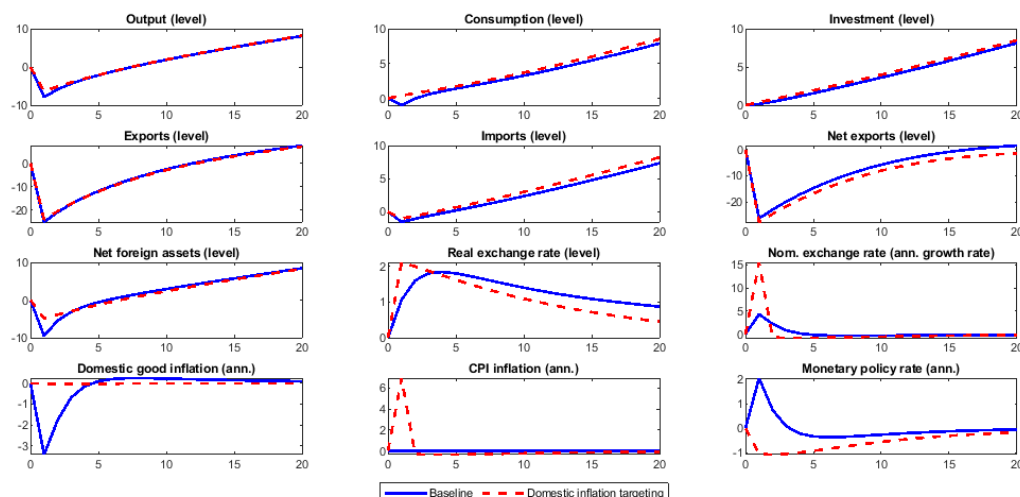 Output (level)
10
0
-10
0 5 10 15 20
Consumption (level)
10
5
0
0 5 10 15 20
Investment (level)
10
5
0
0 5 10 15 20
Exports (level)
0
-10
-20
0 5 10 15 20
Imports (level)
10
5
0
0 5 10 15 20
Net exports (level)
0
-10
-20
0 5 10 15 20
Net foreign assets (level)
10
0
-10
0 5 10 15 20
Real exchange rate (level)
2
1
0
0 5 10 15 20
Nom. exchange rate (ann. growth rate)
15
10
5
0
0 5 10 15 20
Domestic good inflation (ann.)
0
-1
-2
-3
0 5 10 15 20
CPI inflation (ann.)
6
4
2
0
0 5 10 15 20
Monetary policy rate (ann.)
2
1
0
-1
0 5 10 15 20
Baseline Domestic inflation targeting